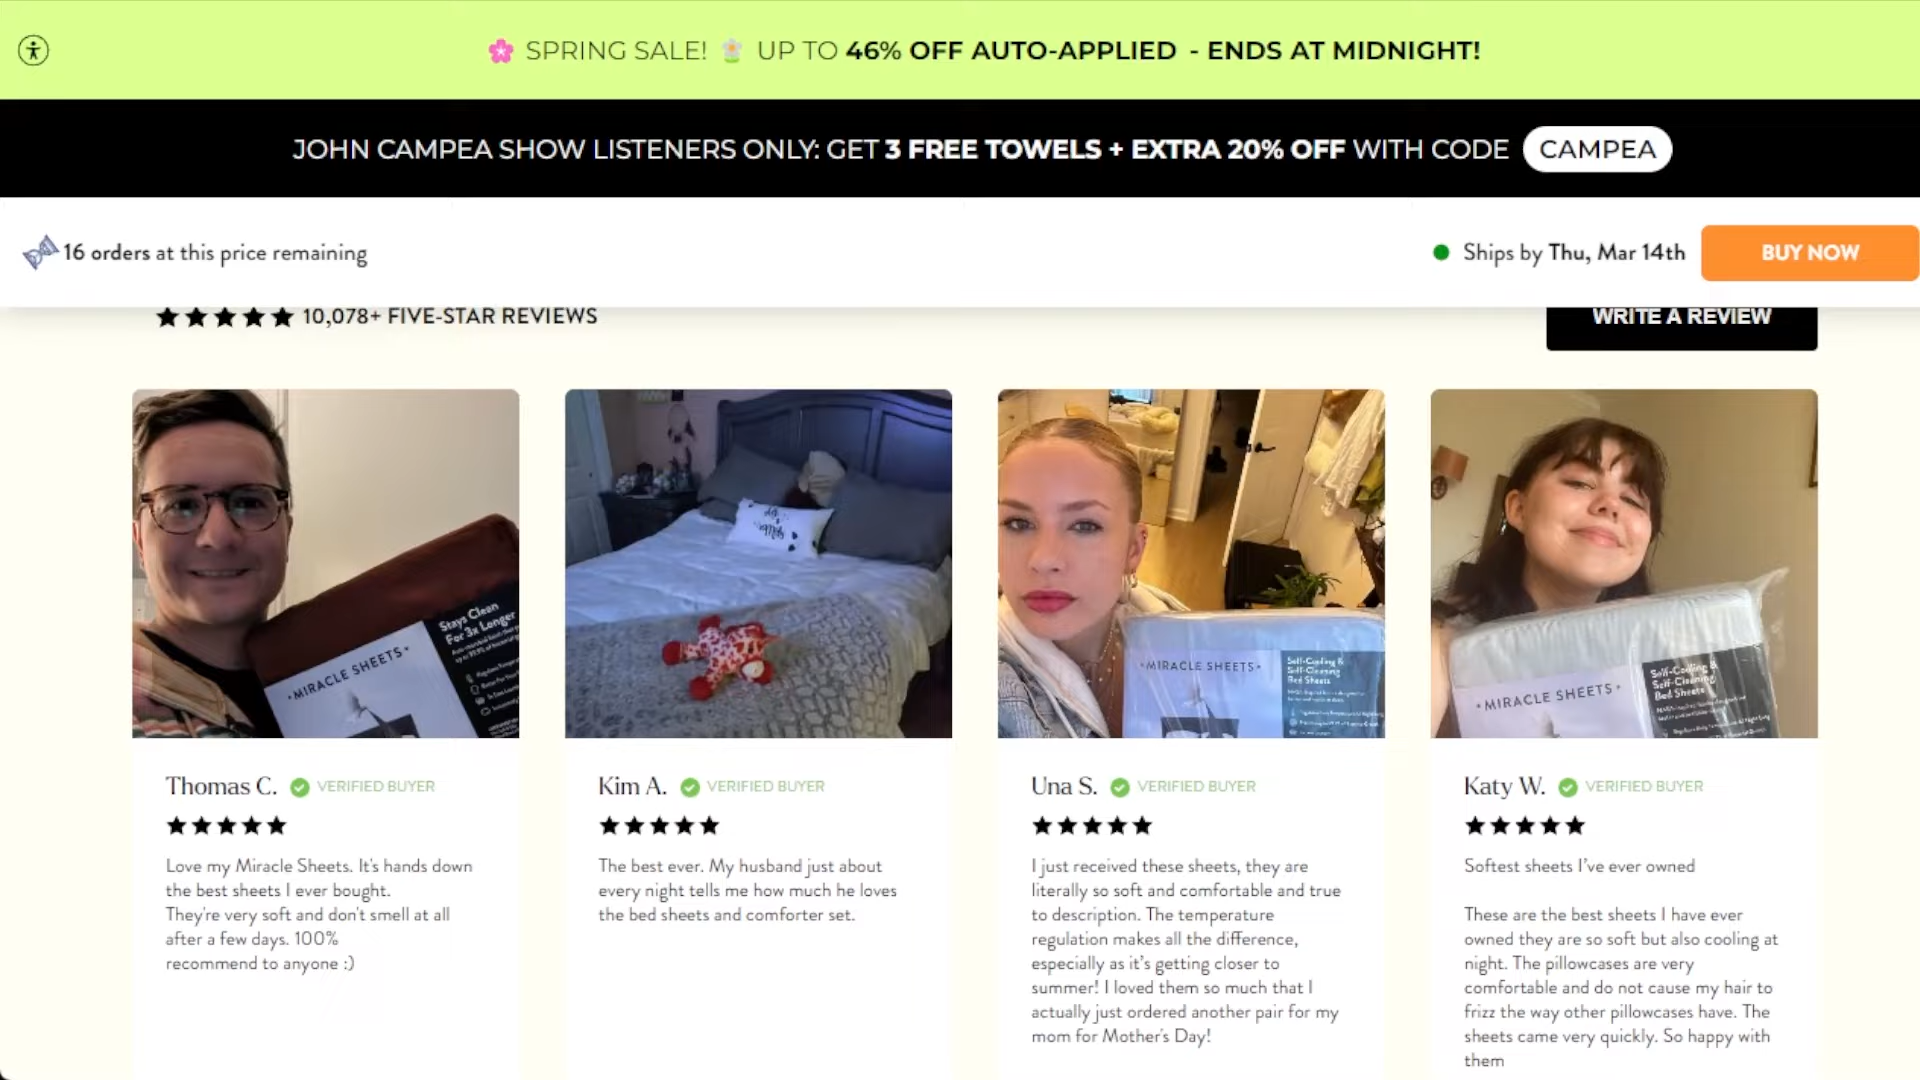 SPRING SALE! UP TO 46% OFF AUTO-APPLIED - ENDS AT MIDNIGHT!
JOHN CAMPEA SHOW LISTENERS ONLY: GET 3 FREE TOWELS + EXTRA 20% OFF WITH CODE CAMPEA
16 orders at this price remaining
Ships by Thu, Mar 14th
BUY NOW
10,078+ FIVE-STAR REVIEWS
WRITE A REVIEW
Stays Clean
For 3x Longer
MIRACLE SHEETS
MIRACLE SHEETS
Self-Cooling &
Self-Cleaning
Bed Sheets
MIRACLE SHEETS
Self-Cooling &
Self-Cleaning
Bed Sheets
Thomas C. VERIFIED BUYER
Love my Miracle Sheets. It's hands down
the best sheets I ever bought.
They're very soft and don't smell at all
after a few days. 100%
recommend to anyone :)
Kim A. VERIFIED BUYER
The best ever. My husband just about
every night tells me how much he loves
the bed sheets and comforter set.
Una S. VERIFIED BUYER
I just received these sheets, they are
literally so soft and comfortable and true
to description. The temperature
regulation makes all the difference,
especially as it's getting closer to
summer! I loved them so much that I
actually just ordered another pair for my
mom for Mother's Day!
Katy W. VERIFIED BUYER
Softest sheets I've ever owned
These are the best sheets I have ever
owned they are so soft but also cooling at
night. The pillowcases are very
comfortable and do not cause my hair to
frizz the way other pillowcases have. The
sheets came very quickly. So happy with
them